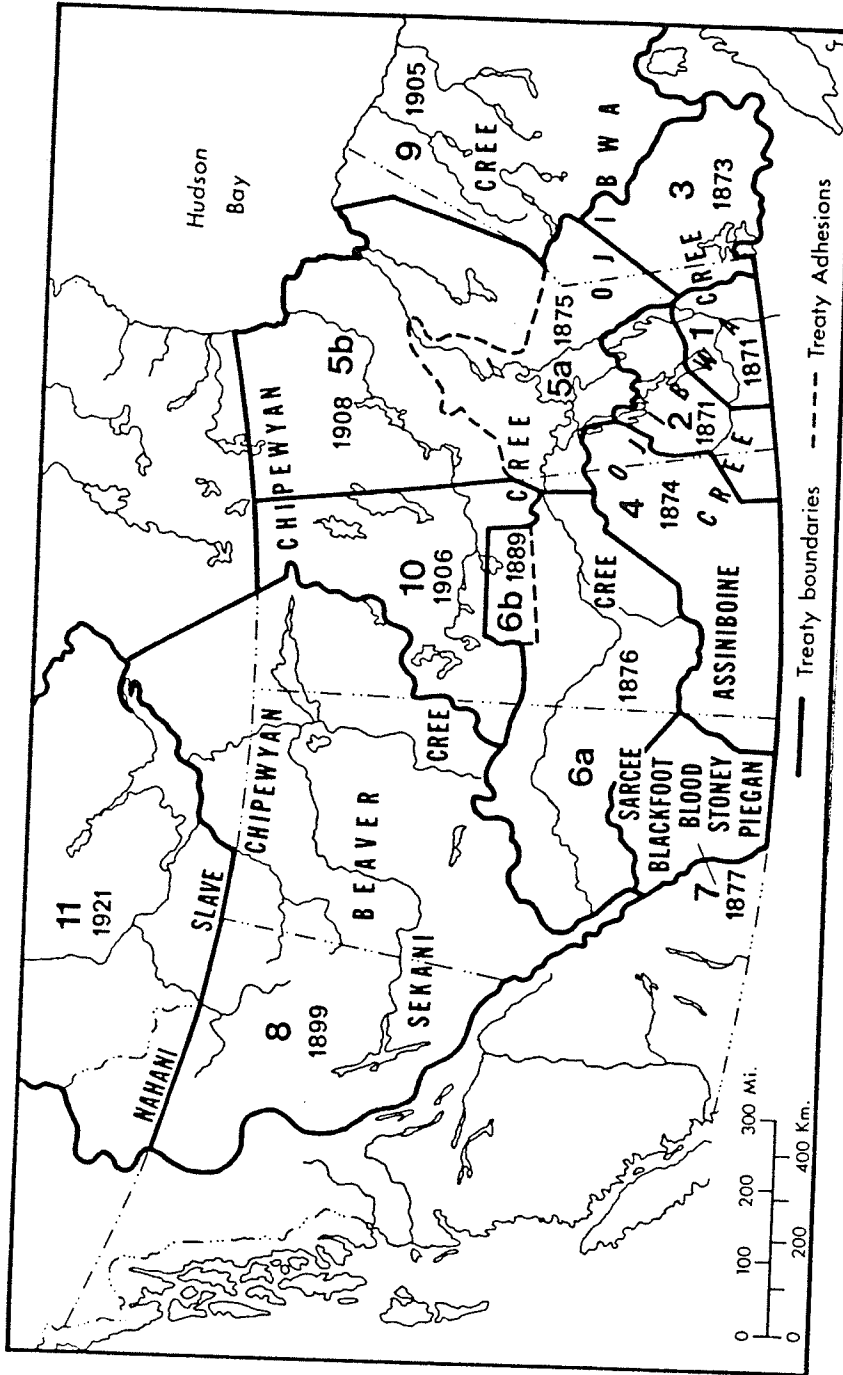 Hudson
Bay
11
1921
NAHANI
SLAVE
8
1899
CHIPEWYAN
BEAVER
SEKANI
CREE
CHIPEWYAN
10
1906
5b
1908
9
1905
CREE
6b 1889
CREE
5a 1875
OJIBWA
6a
1876
CREE
SARCEE
BLACKFOOT
BLOOD
STONEY
PIEGAN
7
1877
ASSINIBOINE
4
1874
CREE
OJIBWA
2
1871
1
1871
CREE
3
1873
0 100 200 300 Mi.
0 200 400 Km.
Treaty boundaries
Treaty Adhesions